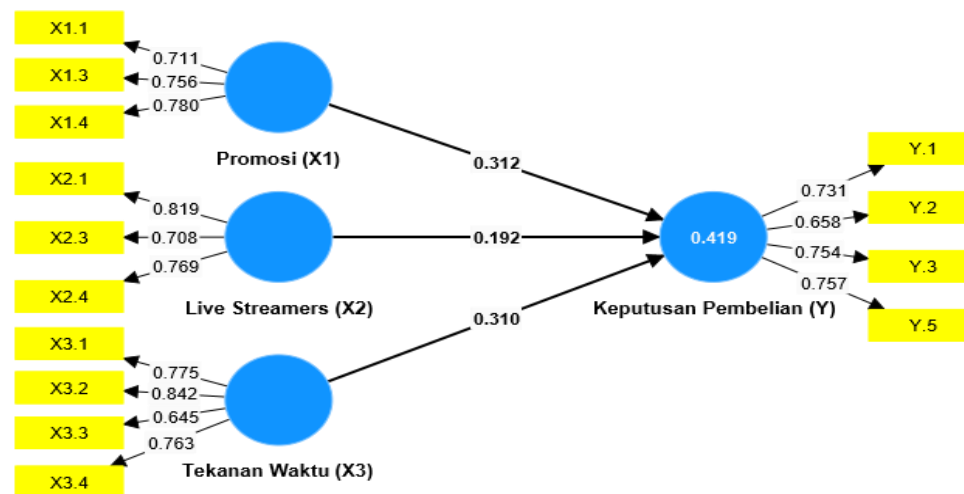 X1.1
0.711
X1.3
0.756
X1.4
0.780
Promosi (X1)
0.312
X2.1
0.819
X2.3
0.708
X2.4
0.769
Live Streamers (X2)
0.192
X3.1
0.775
X3.2
0.842
X3.3
0.645
X3.4
0.763
Tekanan Waktu (X3)
0.310
0.419
Keputusan Pembelian (Y)
Y.1
0.731
Y.2
0.658
Y.3
0.754
Y.5
0.757